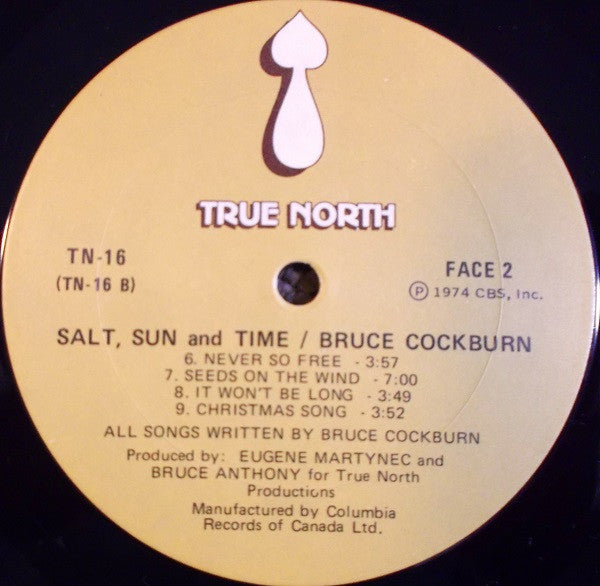 TRUE NORTH
TN-16
(TN-16 B)
FACE 2
Ⓟ 1974 CBS, Inc.
SALT, SUN and TIME / BRUCE COCKBURN
6. NEVER SO FREE - 3:57
7. SEEDS ON THE WIND - 7:00
8. IT WON'T BE LONG - 3:49
9. CHRISTMAS SONG - 3:52
ALL SONGS WRITTEN BY BRUCE COCKBURN
Produced by: EUGENE MARTYNEC and
BRUCE ANTHONY for True North
Productions
Manufactured by Columbia
Records of Canada Ltd.